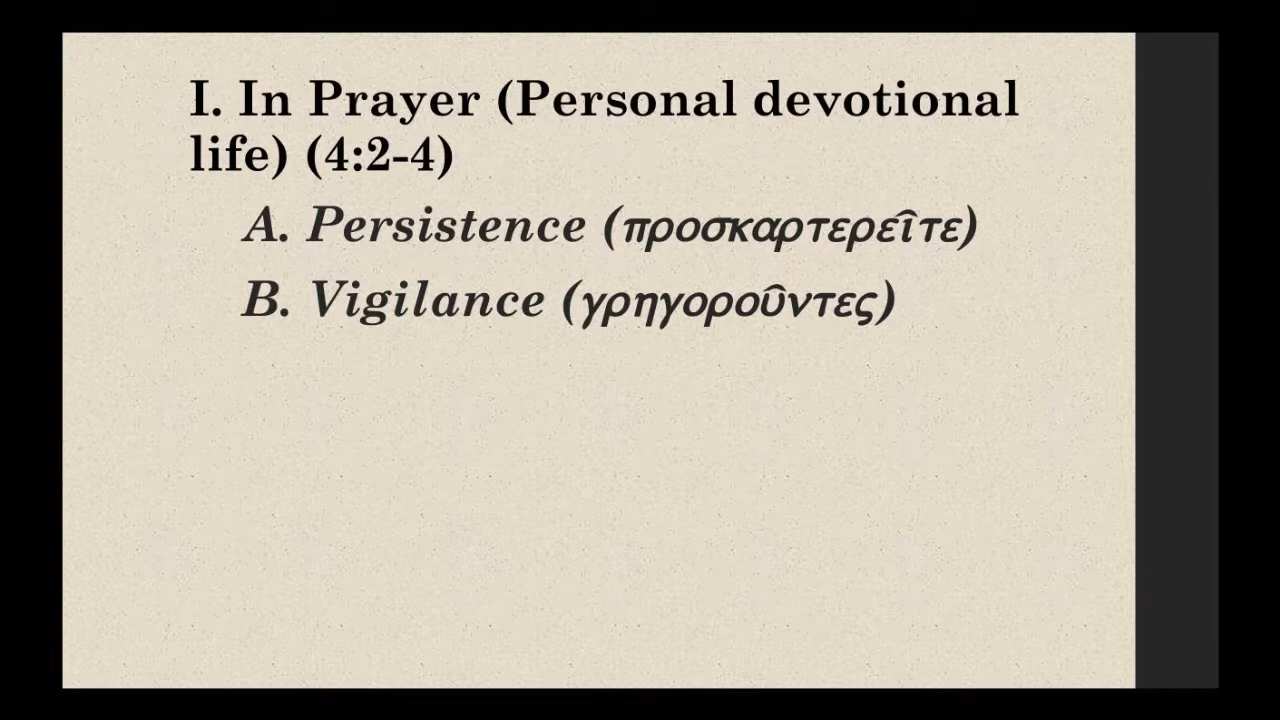 I. In Prayer (Personal devotional
life) (4:2-4)
A. Persistence (προσκαρτερεῖτε)
B. Vigilance (γρηγοροῦντες)